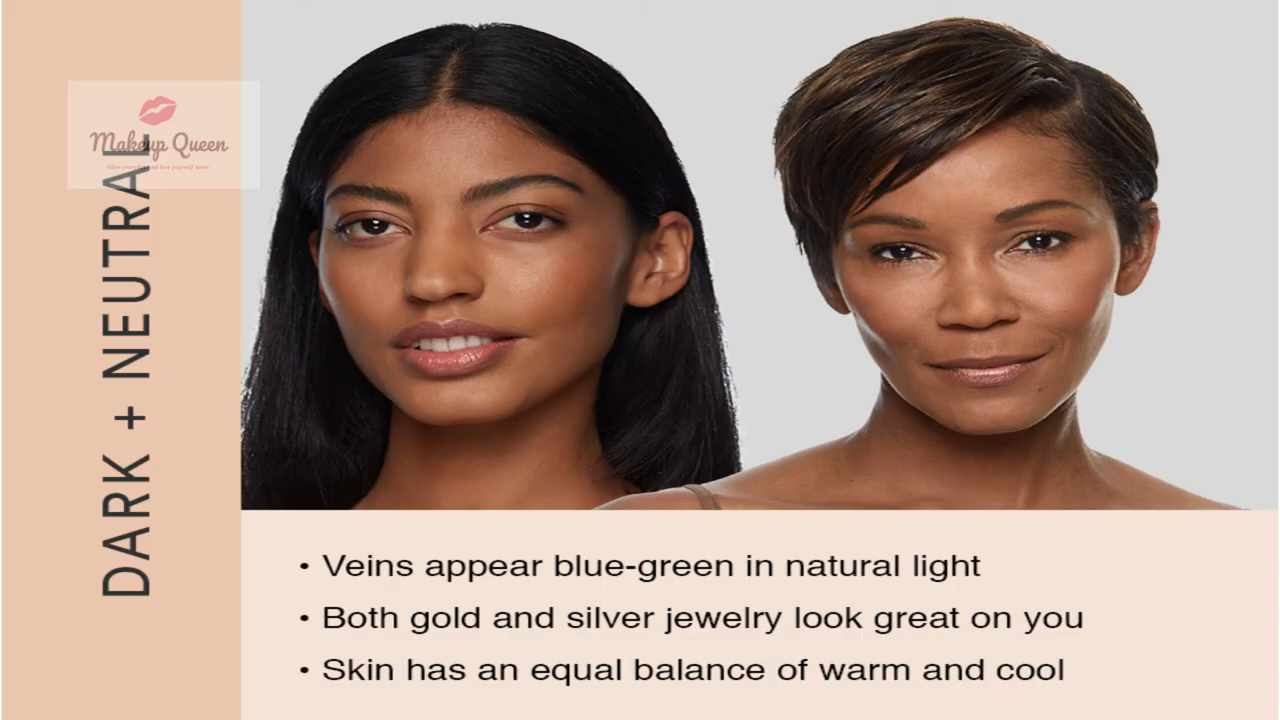 Makeup Queen
DARK + NEUTRAL
• Veins appear blue-green in natural light
• Both gold and silver jewelry look great on you
• Skin has an equal balance of warm and cool